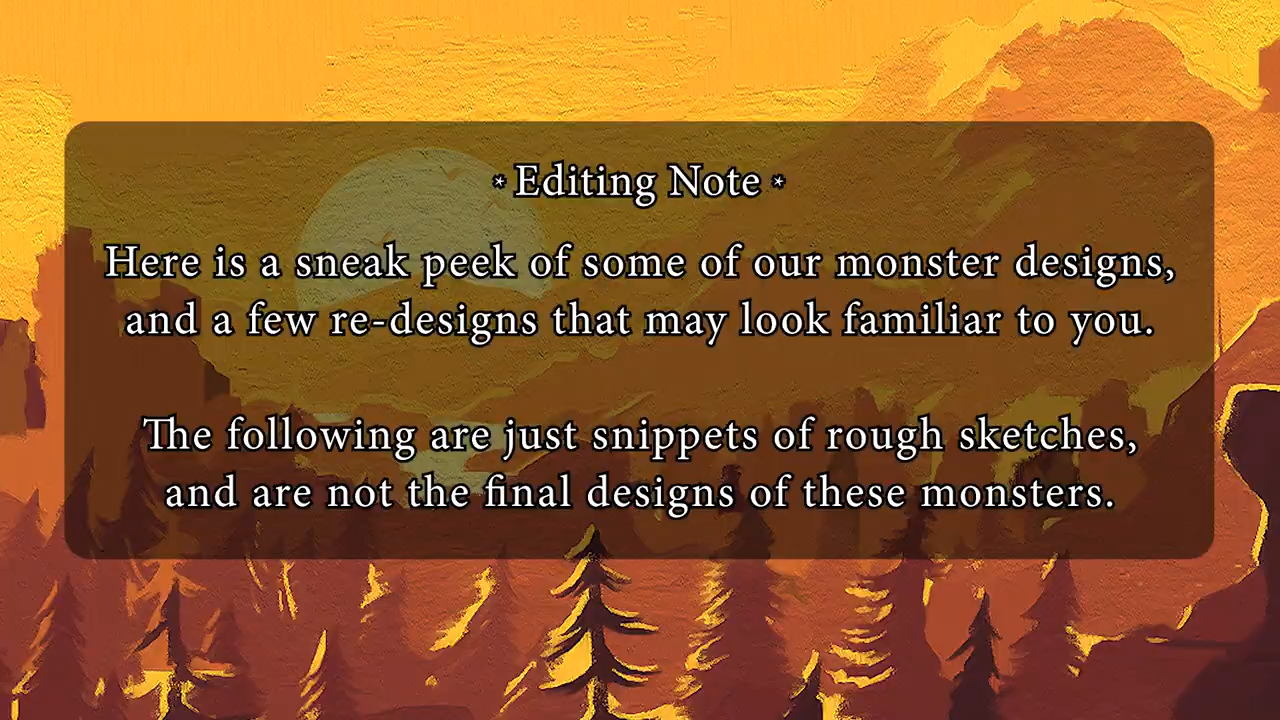 * Editing Note *
Here is a sneak peek of some of our monster designs,
and a few re-designs that may look familiar to you.
The following are just snippets of rough sketches,
and are not the final designs of these monsters.